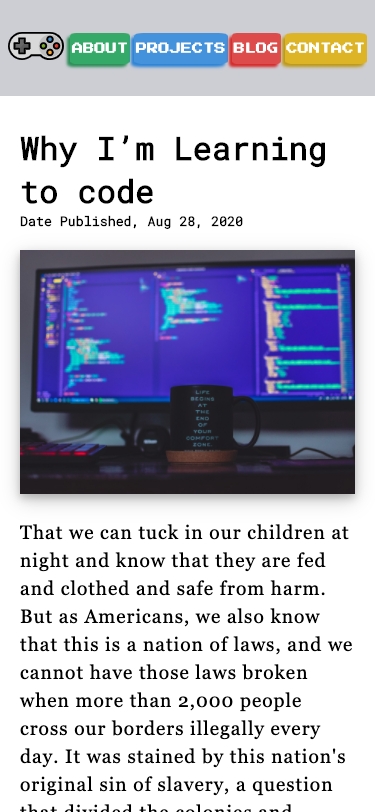 ABOUT PROJECTS BLOG CONTACT
Why I’m Learning
to code
Date Published, Aug 28, 2020
LIFE
BEGINS
AT
THE
END
OF
YOUR
COMFORT
ZONE.
That we can tuck in our children at
night and know that they are fed
and clothed and safe from harm.
But as Americans, we also know
that this is a nation of laws, and we
cannot have those laws broken
when more than 2,000 people
cross our borders illegally every
day. It was stained by this nation's
original sin of slavery, a question
that divided the colonies and